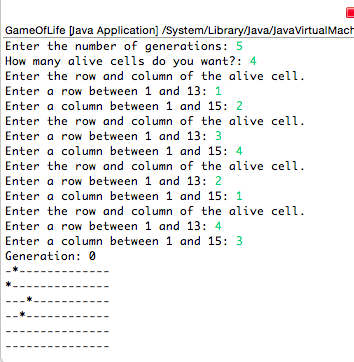 GameOfLife [Java Application] /System/Library/Java/JavaVirtualMach
Enter the number of generations: 5
How many alive cells do you want?: 4
Enter the row and column of the alive cell.
Enter a row between 1 and 13: 1
Enter a column between 1 and 15: 2
Enter the row and column of the alive cell.
Enter a row between 1 and 13: 3
Enter a column between 1 and 15: 4
Enter the row and column of the alive cell.
Enter a row between 1 and 13: 2
Enter a column between 1 and 15: 1
Enter the row and column of the alive cell.
Enter a row between 1 and 13: 4
Enter a column between 1 and 15: 3
Generation: 0
-*-------------
*--------------
---*-----------
--*------------
---------------
---------------